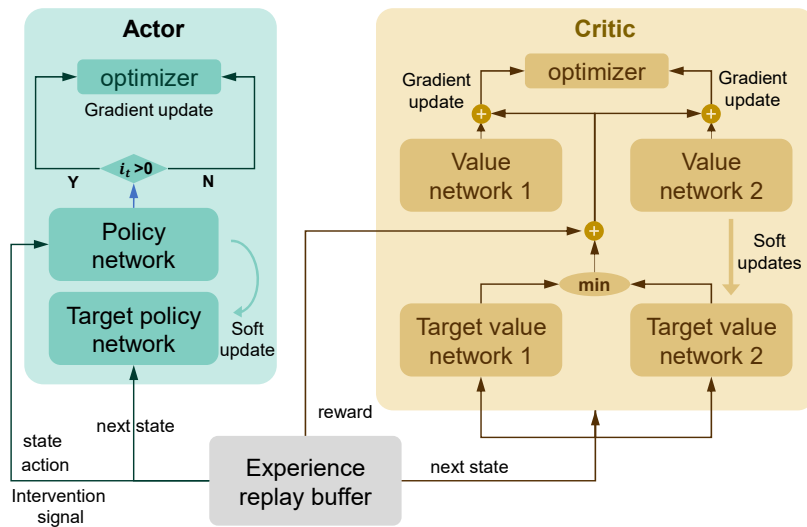 Actor
optimizer
Gradient update
i_t >0
Y
N
Policy
network
Target policy
network
Soft
update
Critic
optimizer
Gradient
update
Gradient
update
+
+
Value
network 1
Value
network 2
+
min
Soft
updates
Target value
network 1
Target value
network 2
reward
next state
state
action
Intervention
signal
Experience
replay buffer
next state